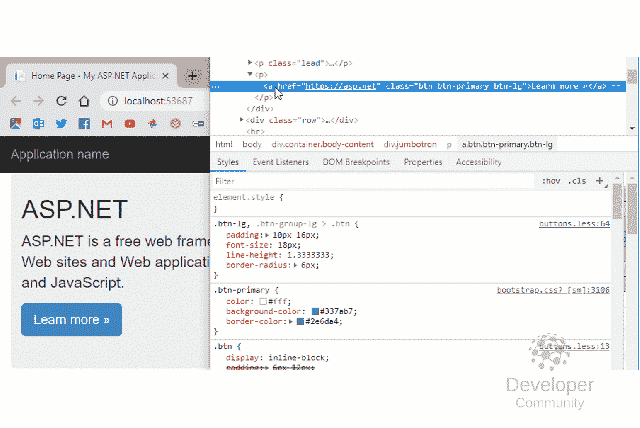 Home Page - My ASP.NET Applic
localhost:53687
Application name
ASP.NET
ASP.NET is a free web frame
Web sites and Web applicatio
and JavaScript.
Learn more »
<p class="lead">…</p>
<p>
<a href="https://asp.net" class="btn btn-primary btn-lg">Learn more »</a>
</p>
</div>
<div class="row">…</div>
<hr>
html body div.container.body-content div.jumbotron p a.btn.btn-primary.btn-lg
Styles Event Listeners DOM Breakpoints Properties Accessibility
Filter :hov .cls +
element.style {
}
.btn-lg, .btn-group-lg > .btn { buttons.less:64
padding: 10px 16px;
font-size: 18px;
line-height: 1.3333333;
border-radius: 6px;
}
.btn-primary { bootstrap.css? [sm]:3106
color: #fff;
background-color: #337ab7;
border-color: #2e6da4;
}
.btn { buttons.less:13
display: inline-block;
padding: 6px 12px;
Developer
Community